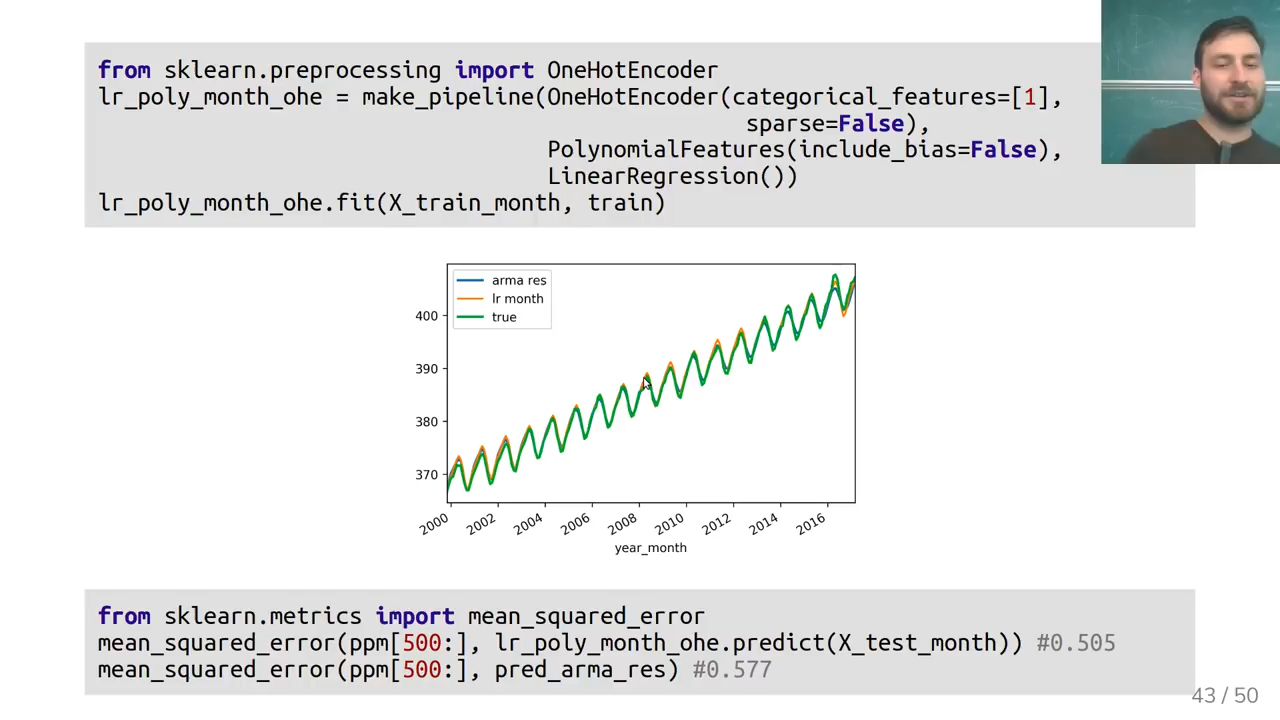 from sklearn.preprocessing import OneHotEncoder
lr_poly_month_ohe = make_pipeline(OneHotEncoder(categorical_features=[1],
sparse=False),
PolynomialFeatures(include_bias=False),
LinearRegression())
lr_poly_month_ohe.fit(X_train_month, train)
arma res
lr month
true
400
390
380
370
2000 2002 2004 2006 2008 2010 2012 2014 2016
year_month
from sklearn.metrics import mean_squared_error
mean_squared_error(ppm[500:], lr_poly_month_ohe.predict(X_test_month)) #0.505
mean_squared_error(ppm[500:], pred_arma_res) #0.577
43 / 50